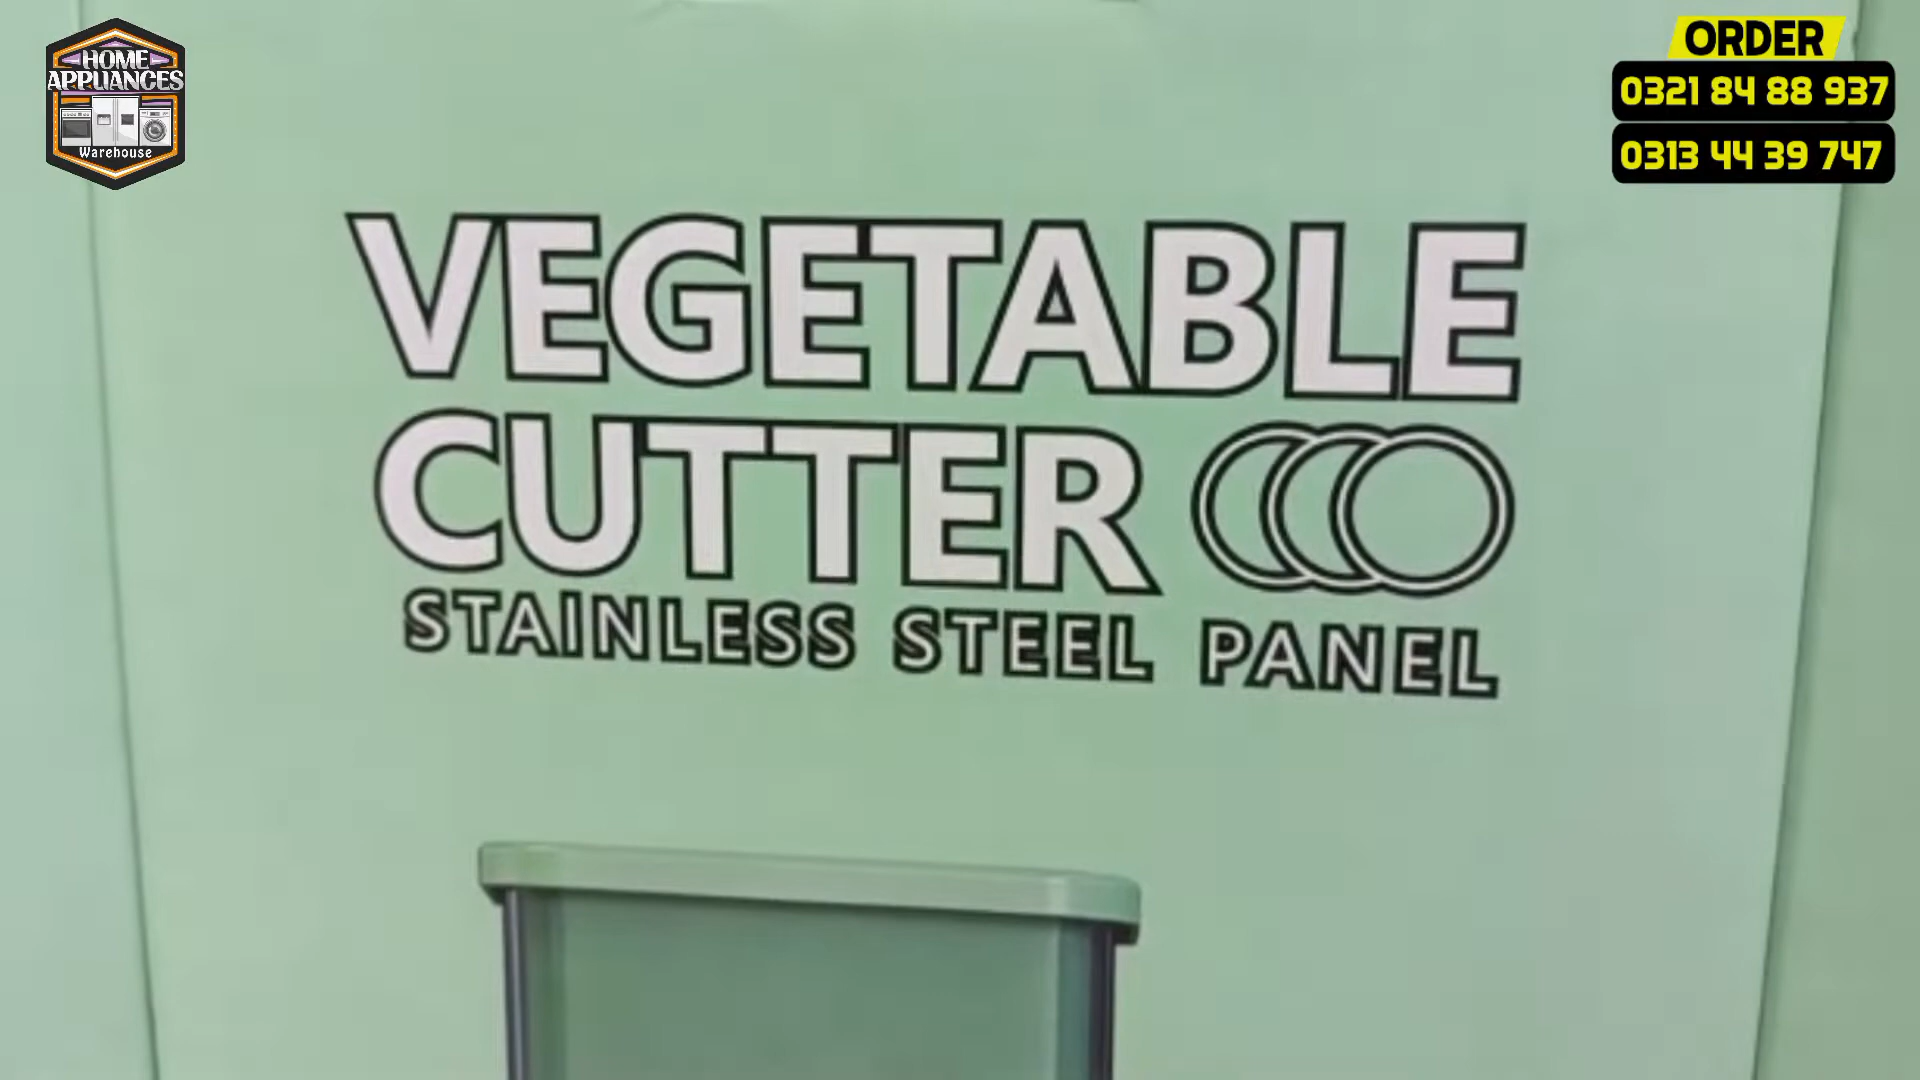 HOME
APPLIANCES
Warehouse
ORDER
0321 84 88 937
0313 44 39 747
VEGETABLE
CUTTER
STAINLESS STEEL PANEL